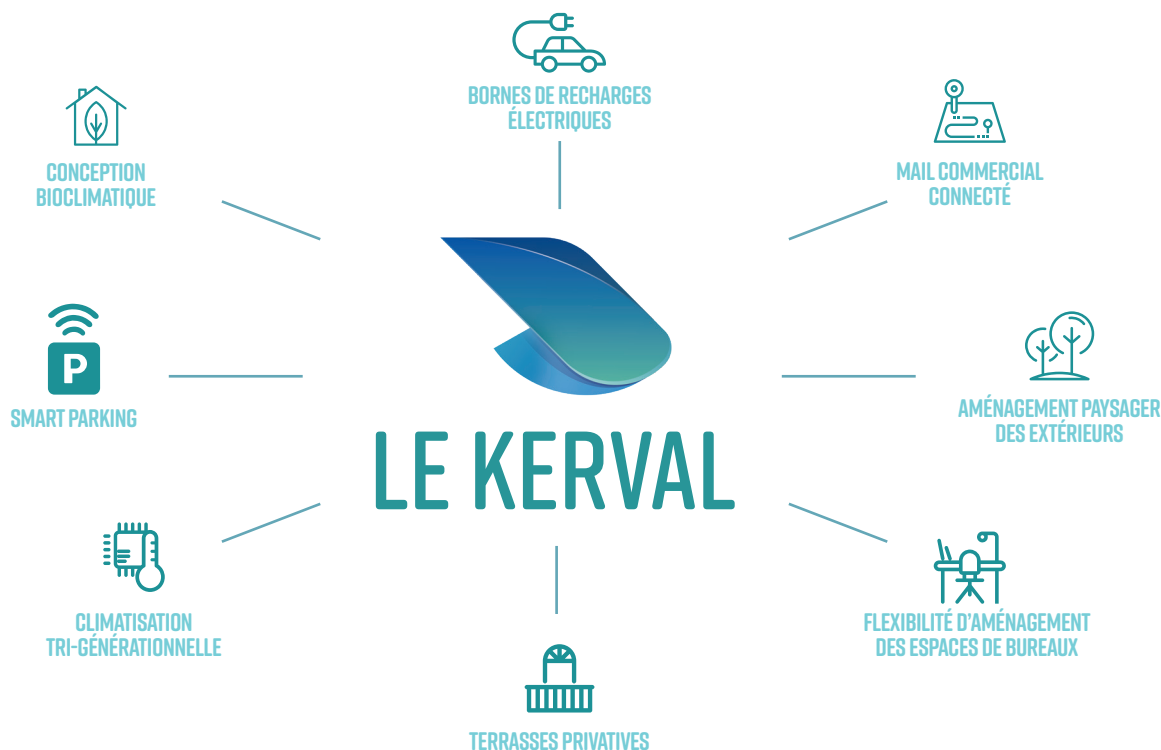 BORNES DE RECHARGES
ÉLECTRIQUES
CONCEPTION
BIOCLIMATIQUE
MAIL COMMERCIAL
CONNECTÉ
P
SMART PARKING
AMÉNAGEMENT PAYSAGER
DES EXTÉRIEURS
LE KERVAL
CLIMATISATION
TRI-GÉNÉRATIONNELLE
FLEXIBILITÉ D'AMÉNAGEMENT
DES ESPACES DE BUREAUX
TERRASSES PRIVATIVES